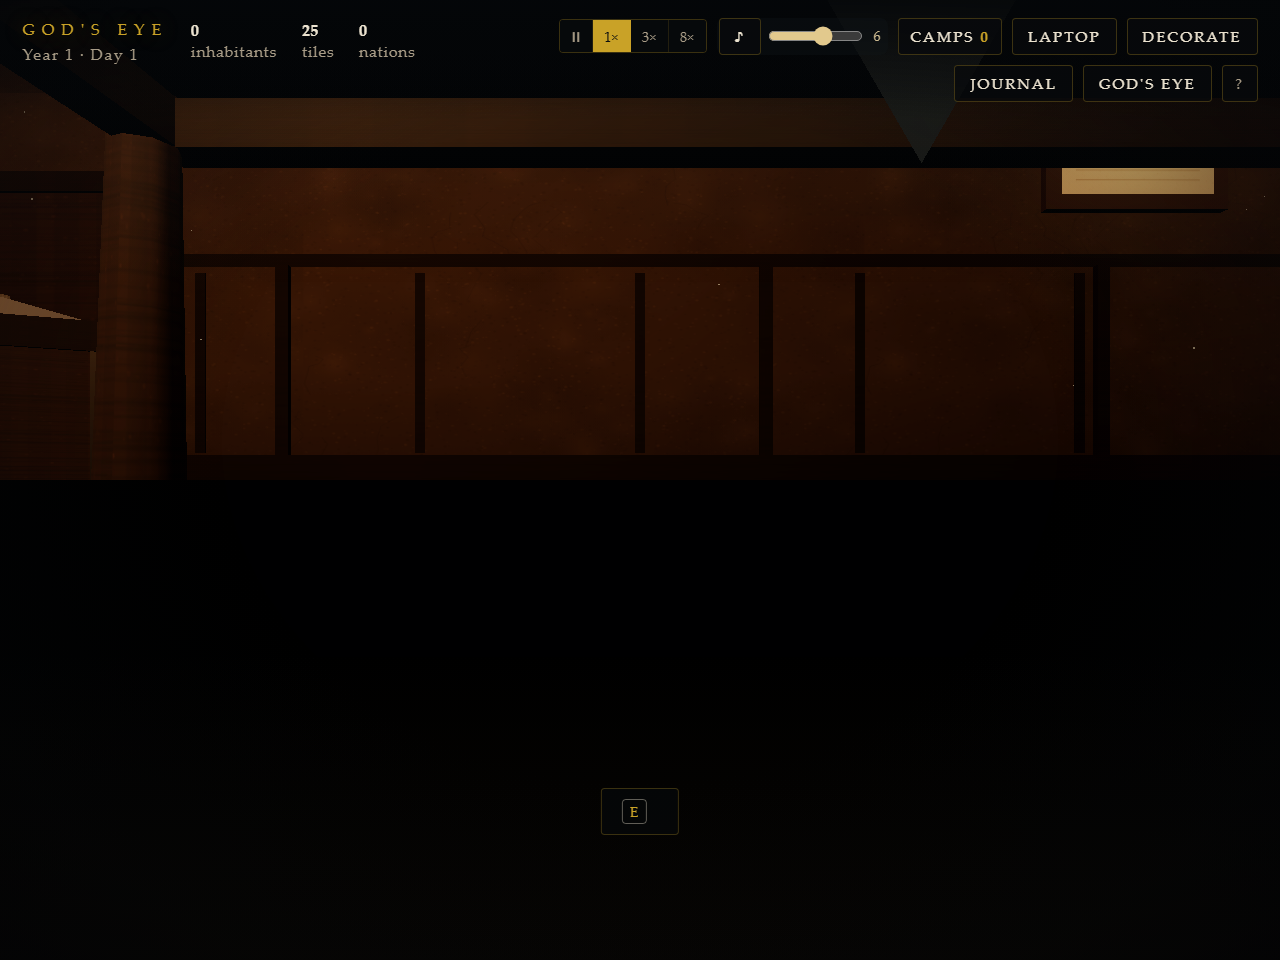 GOD'S EYE
Year 1 · Day 1
0 inhabitants
25 tiles
0 nations
1×
3×
8×
♪
6
CAMPS 0
LAPTOP
DECORATE
JOURNAL
GOD'S EYE
?
E